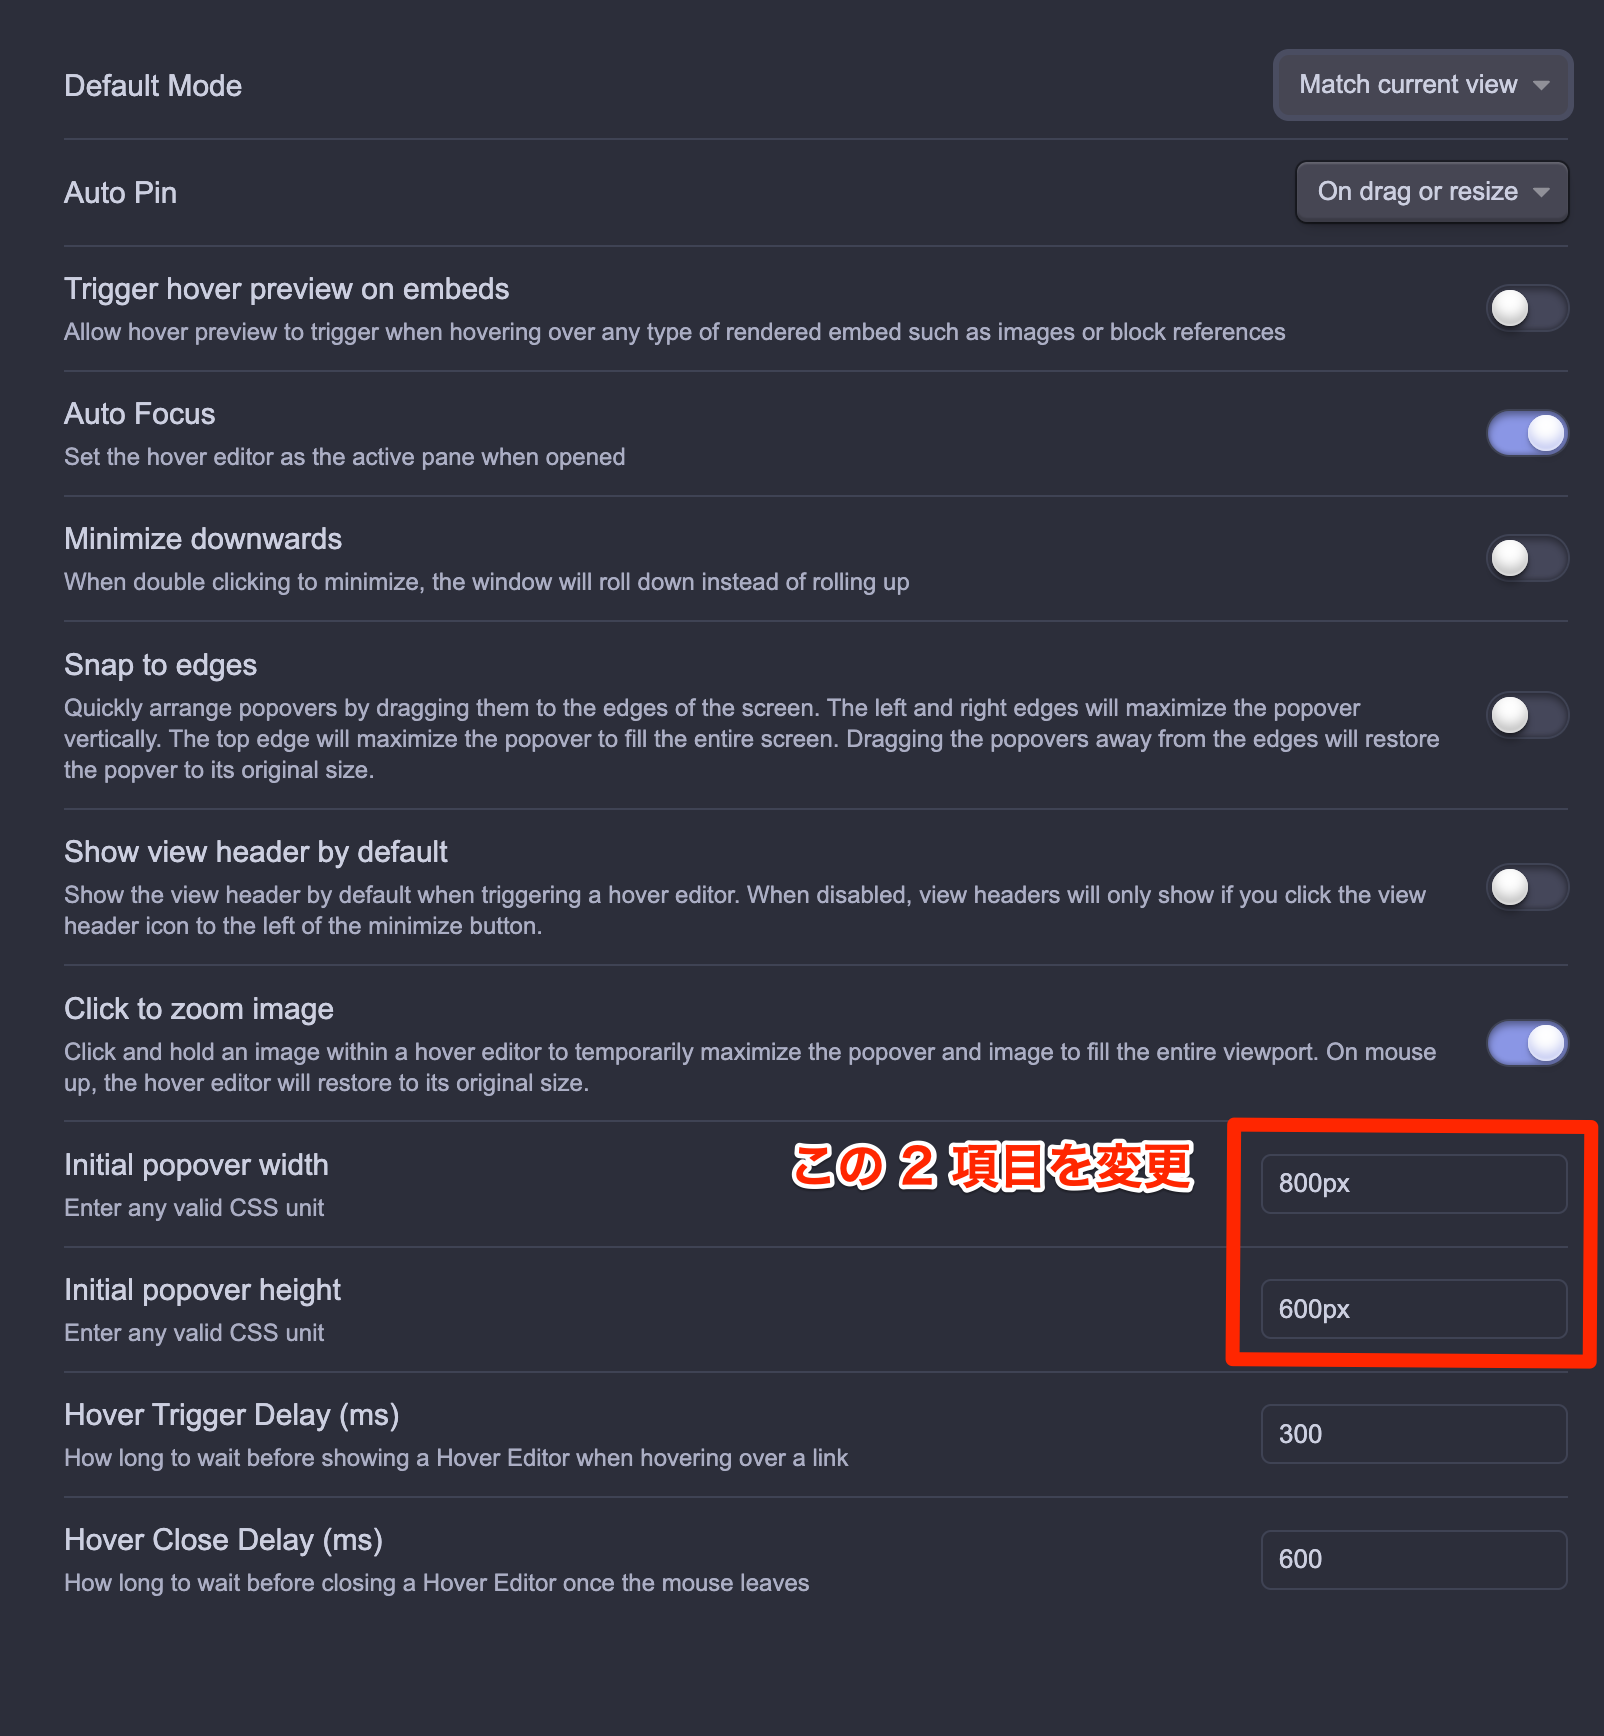 Default Mode
Match current view
Auto Pin
On drag or resize
Trigger hover preview on embeds
Allow hover preview to trigger when hovering over any type of rendered embed such as images or block references
Auto Focus
Set the hover editor as the active pane when opened
Minimize downwards
When double clicking to minimize, the window will roll down instead of rolling up
Snap to edges
Quickly arrange popovers by dragging them to the edges of the screen. The left and right edges will maximize the popover
vertically. The top edge will maximize the popover to fill the entire screen. Dragging the popovers away from the edges will restore
the popver to its original size.
Show view header by default
Show the view header by default when triggering a hover editor. When disabled, view headers will only show if you click the view
header icon to the left of the minimize button.
Click to zoom image
Click and hold an image within a hover editor to temporarily maximize the popover and image to fill the entire viewport. On mouse
up, the hover editor will restore to its original size.
Initial popover width
Enter any valid CSS unit
この 2 項目を変更
800px
Initial popover height
Enter any valid CSS unit
600px
Hover Trigger Delay (ms)
How long to wait before showing a Hover Editor when hovering over a link
300
Hover Close Delay (ms)
How long to wait before closing a Hover Editor once the mouse leaves
600